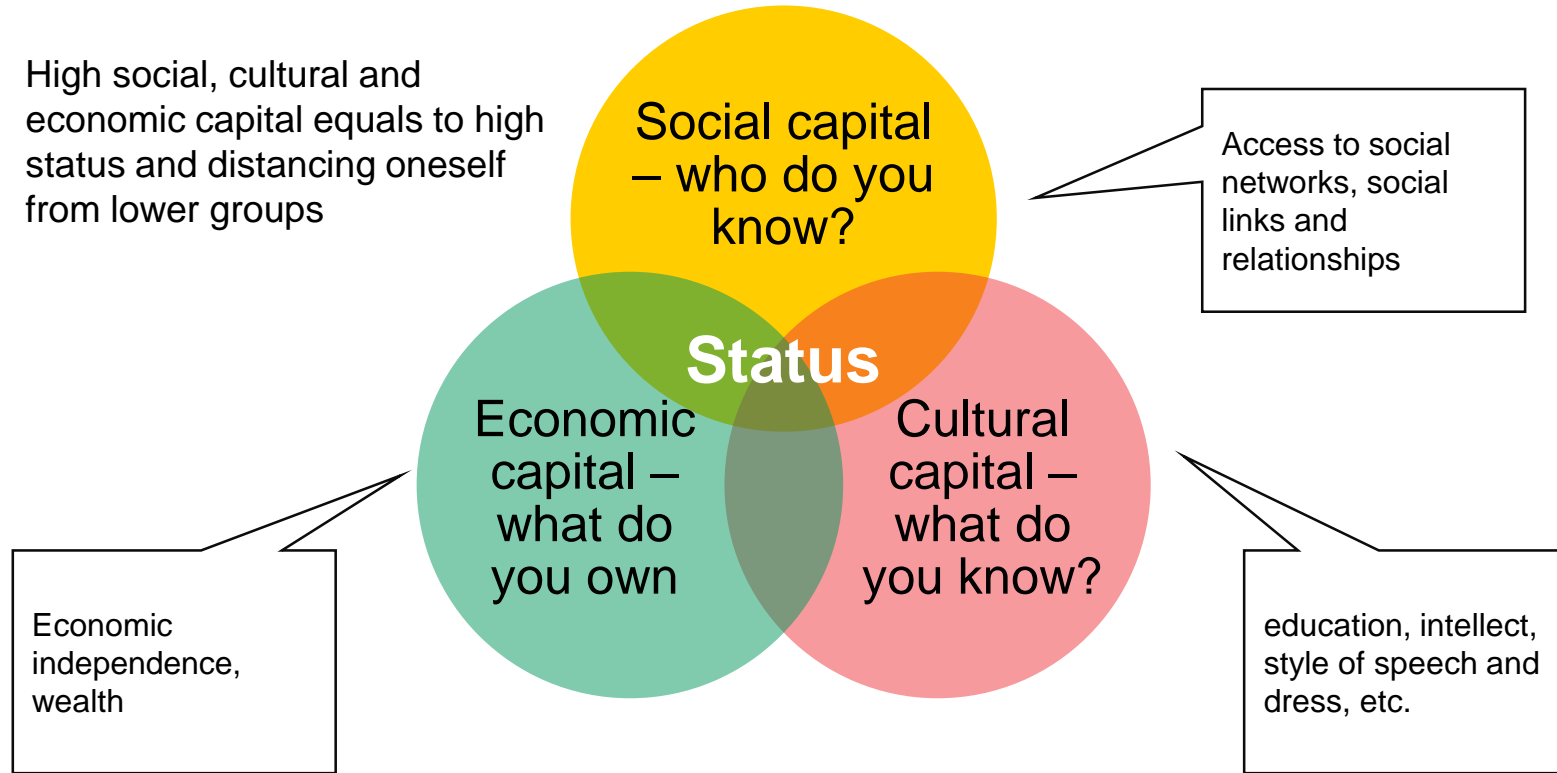 High social, cultural and
economic capital equals to high
status and distancing oneself
from lower groups
Social capital
– who do you
know?
Access to social
networks, social
links and
relationships
Status
Economic
capital –
what do
you own
Cultural
capital –
what do
you know?
Economic
independence,
wealth
education, intellect,
style of speech and
dress, etc.